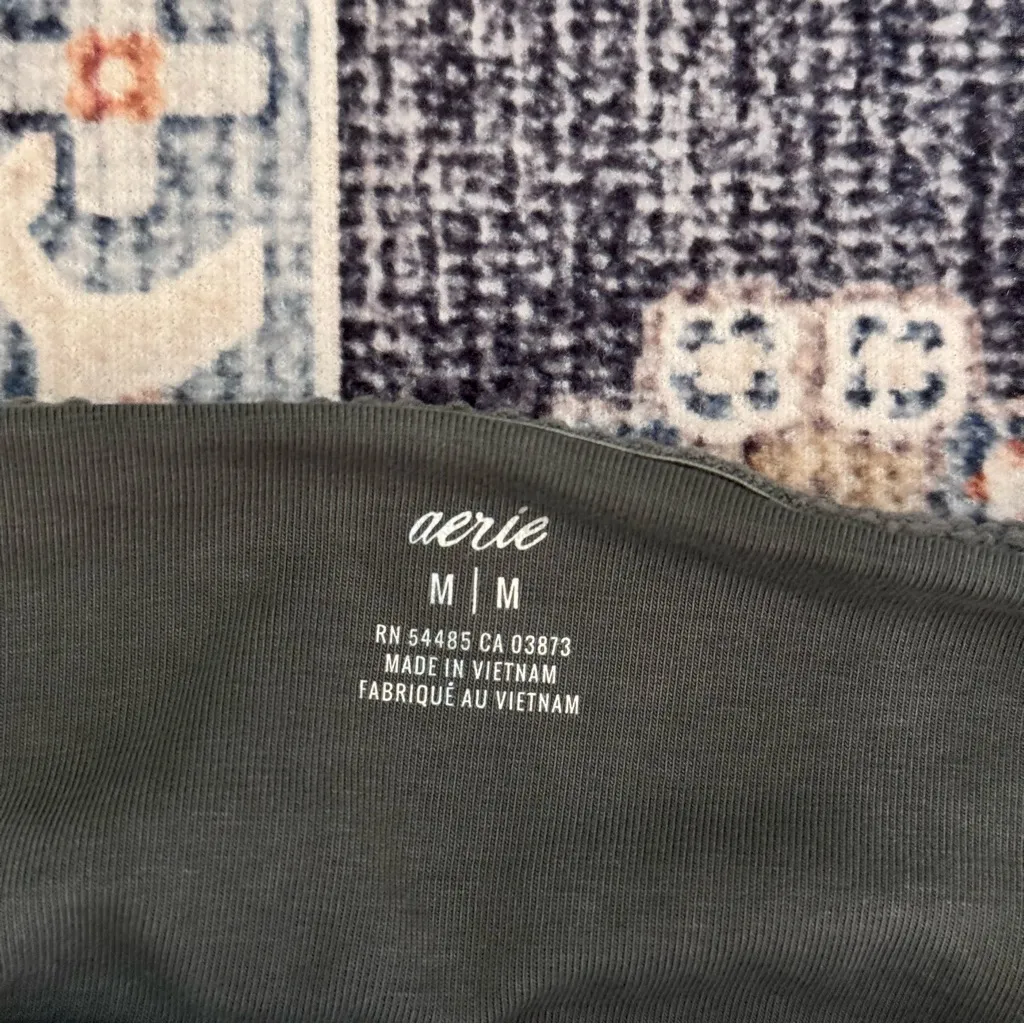 aerie
M | M
RN 54485 CA 03873
MADE IN VIETNAM
FABRIQUÉ AU VIETNAM